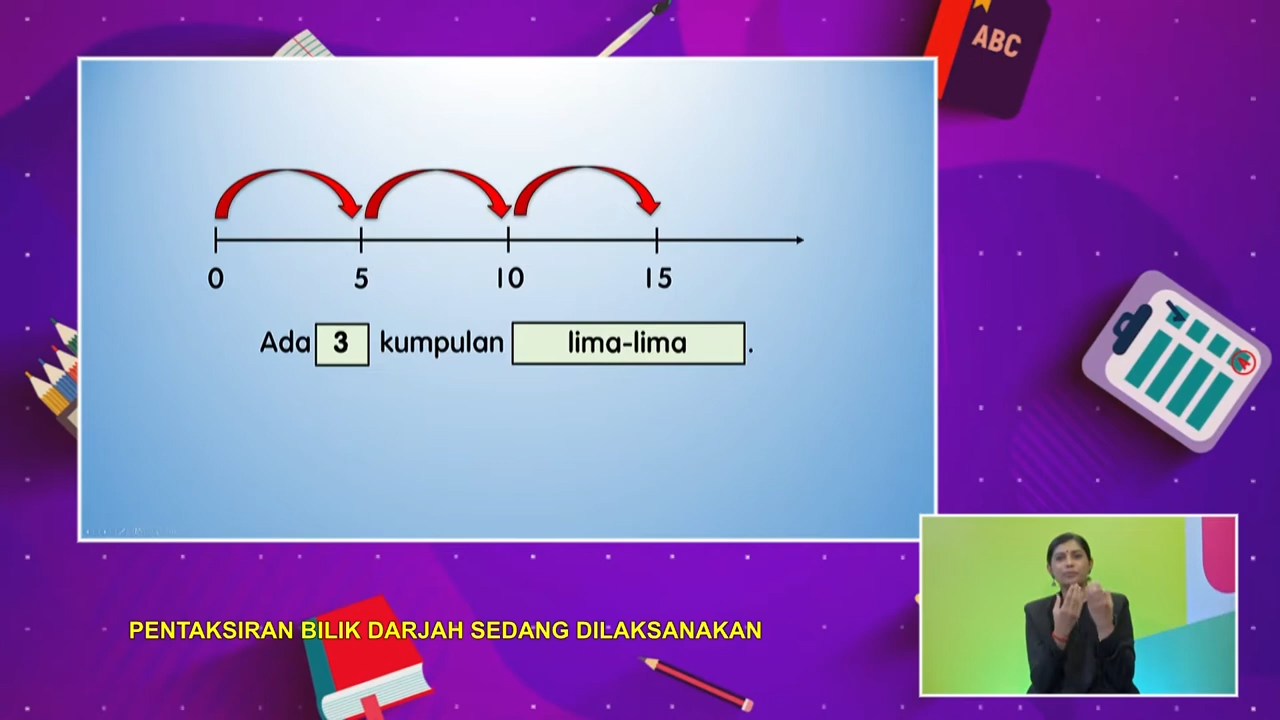 ABC
0 5 10 15
Ada 3 kumpulan lima-lima.
PENTAKSIRAN BILIK DARJAH SEDANG DILAKSANAKAN